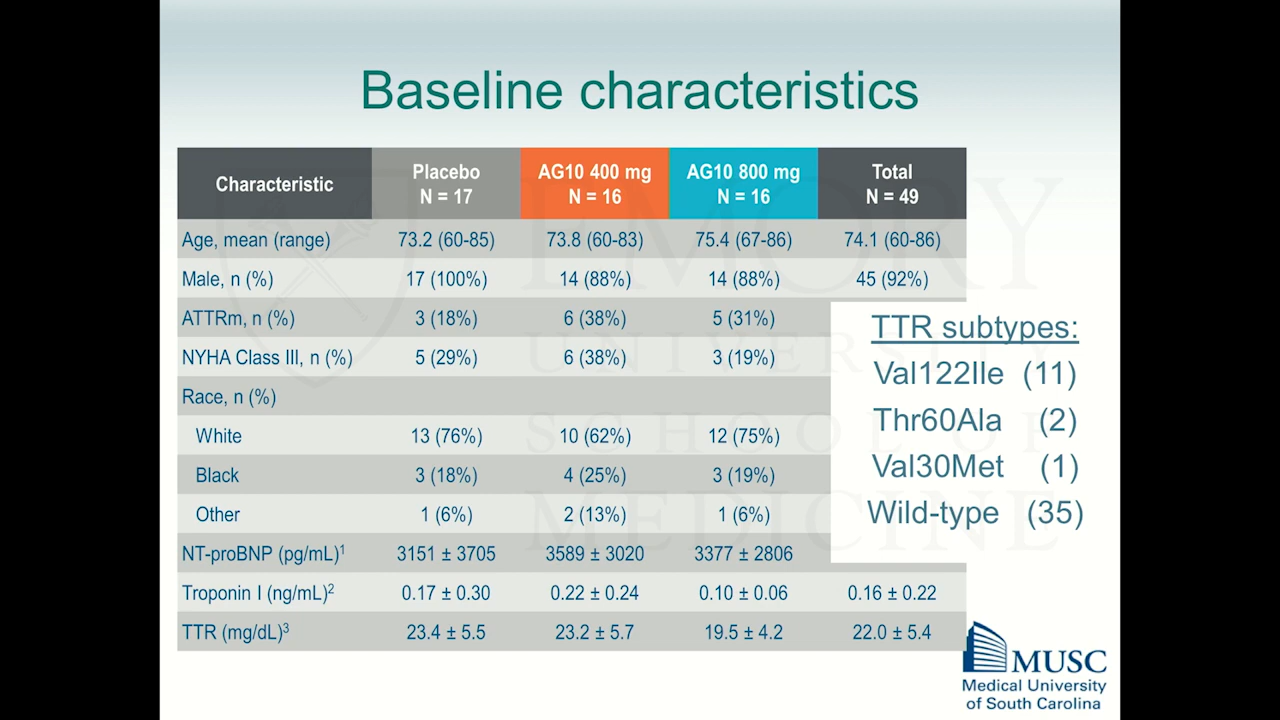 Baseline characteristics
Characteristic Placebo N = 17 AG10 400 mg N = 16 AG10 800 mg N = 16 Total N = 49
Age, mean (range) 73.2 (60-85) 73.8 (60-83) 75.4 (67-86) 74.1 (60-86)
Male, n (%) 17 (100%) 14 (88%) 14 (88%) 45 (92%)
ATTRm, n (%) 3 (18%) 6 (38%) 5 (31%)
NYHA Class III, n (%) 5 (29%) 6 (38%) 3 (19%)
Race, n (%)
White 13 (76%) 10 (62%) 12 (75%)
Black 3 (18%) 4 (25%) 3 (19%)
Other 1 (6%) 2 (13%) 1 (6%)
NT-proBNP (pg/mL)¹ 3151 ± 3705 3589 ± 3020 3377 ± 2806
Troponin I (ng/mL)² 0.17 ± 0.30 0.22 ± 0.24 0.10 ± 0.06 0.16 ± 0.22
TTR (mg/dL)³ 23.4 ± 5.5 23.2 ± 5.7 19.5 ± 4.2 22.0 ± 5.4
TTR subtypes:
Val122Ile (11)
Thr60Ala (2)
Val30Met (1)
Wild-type (35)
EMORY
UNIVERSITY
SCHOOL OF
MEDICINE
MUSC
Medical University
of South Carolina